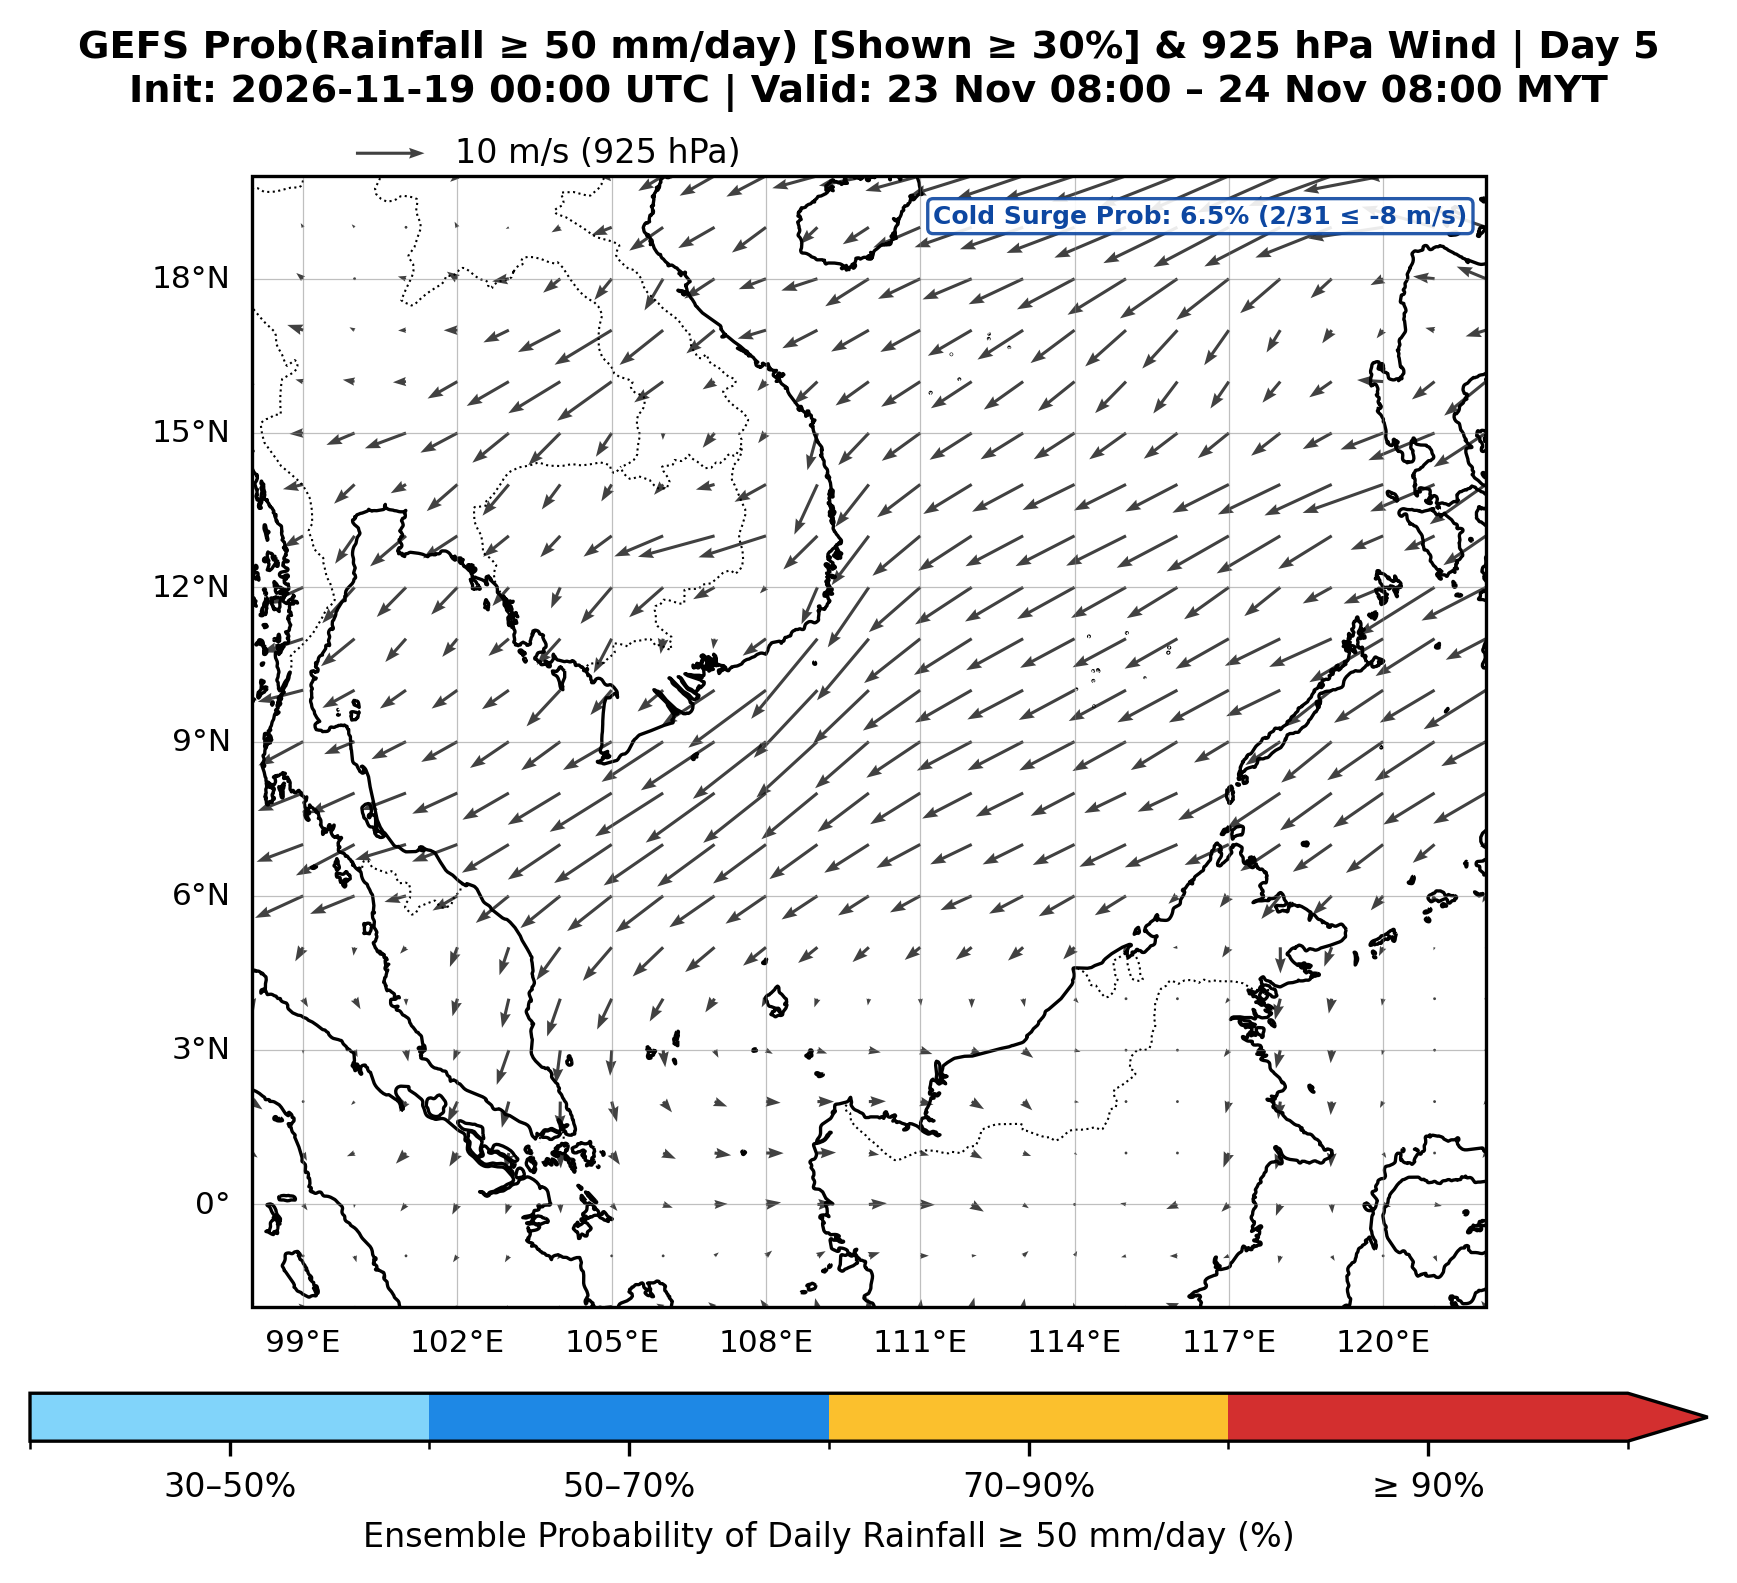 GEFS Prob(Rainfall ≥ 50 mm/day) [Shown ≥ 30%] & 925 hPa Wind | Day 5
Init: 2026-11-19 00:00 UTC | Valid: 23 Nov 08:00 – 24 Nov 08:00 MYT
10 m/s (925 hPa)
Cold Surge Prob: 6.5% (2/31 ≤ -8 m/s)
18°N
15°N
12°N
9°N
6°N
3°N
0°
99°E 102°E 105°E 108°E 111°E 114°E 117°E 120°E
30–50% 50–70% 70–90% ≥ 90%
Ensemble Probability of Daily Rainfall ≥ 50 mm/day (%)